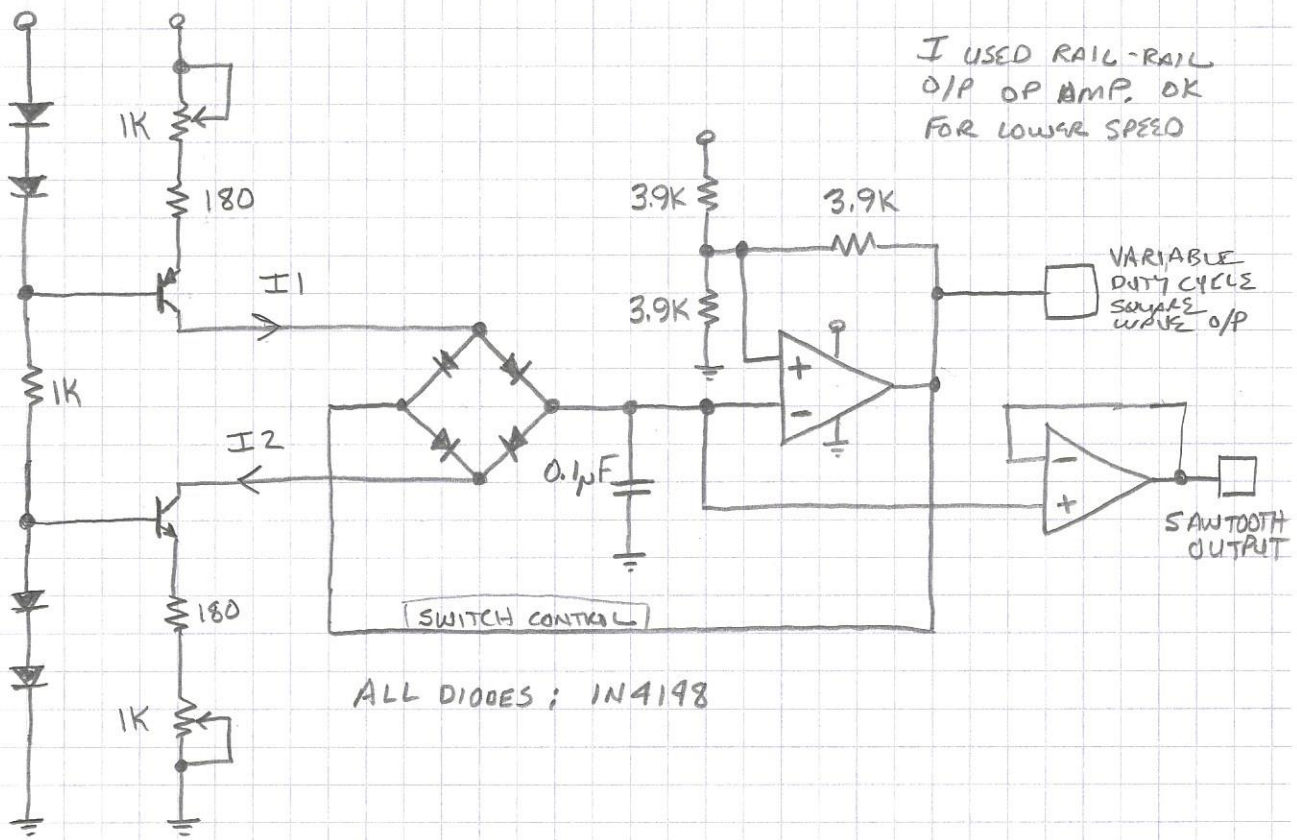 I USED RAIL-RAIL
O/P OP AMP. OK
FOR LOWER SPEED
1K
180
3.9K
3.9K
I1
VARIABLE
DUTY CYCLE
SQUARE
WAVE O/P
3.9K
+
-
1K
I2
0.1µF
-
+
SAWTOOTH
OUTPUT
180
SWITCH CONTROL
ALL DIODES : 1N4148
1K